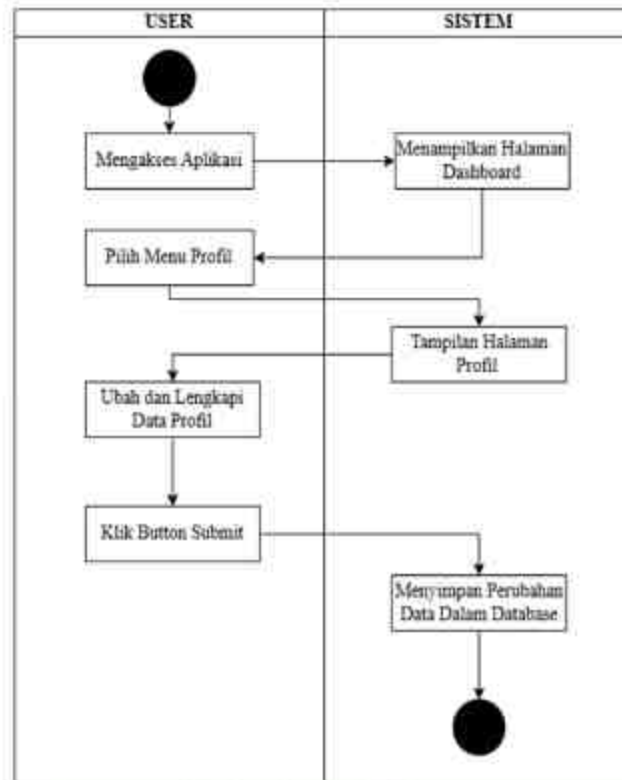 USER
SISTEM
Mengakses Aplikasi
Menampilkan Halaman
Dashboard
Pilih Menu Profil
Tampilan Halaman
Profil
Ubah dan Lengkapi
Data Profil
Klik Button Submit
Menyimpan Perubahan
Data Dalam Database